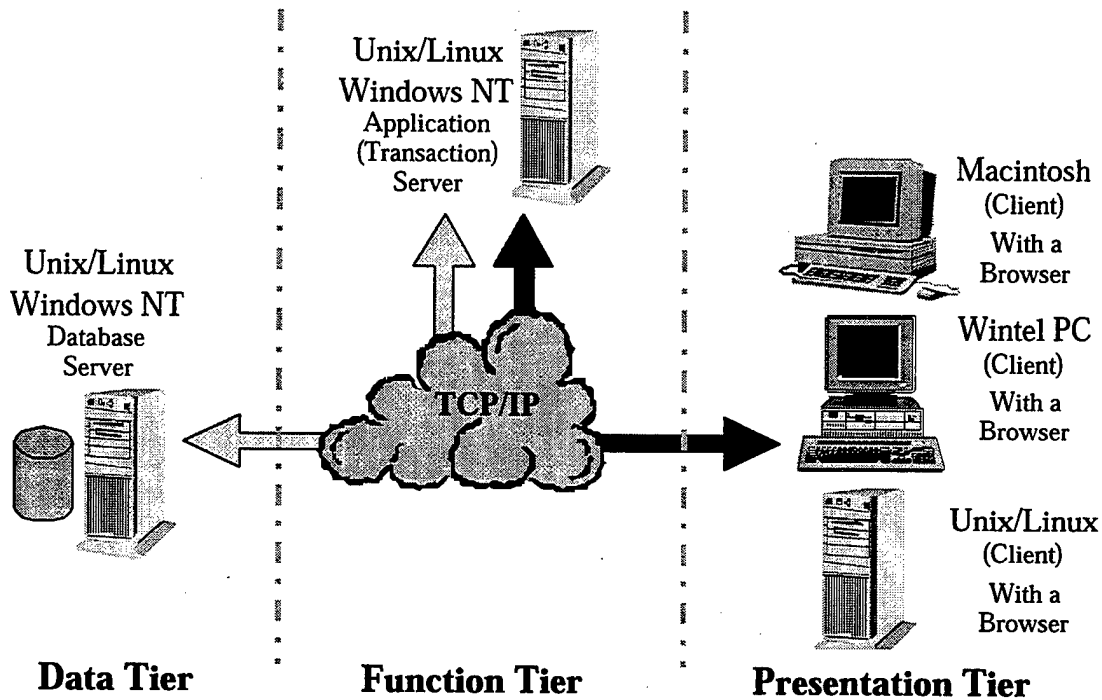 Unix/Linux
Windows NT
Application
(Transaction)
Server
Unix/Linux
Windows NT
Database
Server
TCP/IP
Macintosh
(Client)
With a
Browser
Wintel PC
(Client)
With a
Browser
Unix/Linux
(Client)
With a
Browser
Data Tier
Function Tier
Presentation Tier